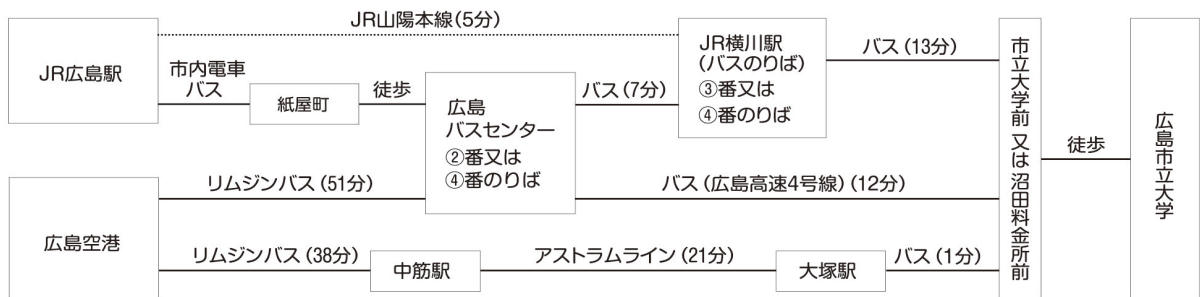 JR山陽本線（5分）
JR広島駅
市内電車
バス
紙屋町
徒歩
広島
バスセンター
②番又は
④番のりば
バス（7分）
JR横川駅
（バスのりば）
③番又は
④番のりば
バス（13分）
市立大学前 又は 沼田料金所前
徒歩
広島市立大学
広島空港
リムジンバス（51分）
バス（広島高速4号線）（12分）
リムジンバス（38分）
中筋駅
アストラムライン（21分）
大塚駅
バス（1分）